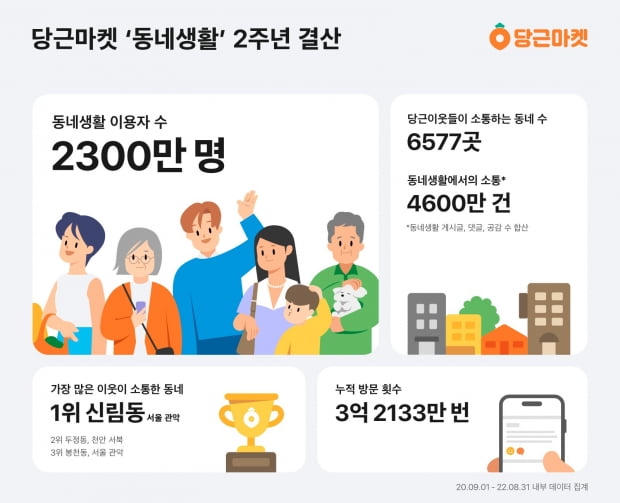 당근마켓 ‘동네생활’ 2주년 결산
당근마켓
동네생활 이용자 수
2300만 명
당근이웃들이 소통하는 동네 수
6577곳
동네생활에서의 소통*
4600만 건
*동네생활 게시글, 댓글, 공감 수 합산
가장 많은 이웃이 소통한 동네
1위 신림동 서울 관악
2위 두정동, 천안 서북
3위 봉천동, 서울 관악
누적 방문 횟수
3억 2133만 번
20.09.01 - 22.08.31 내부 데이터 집계